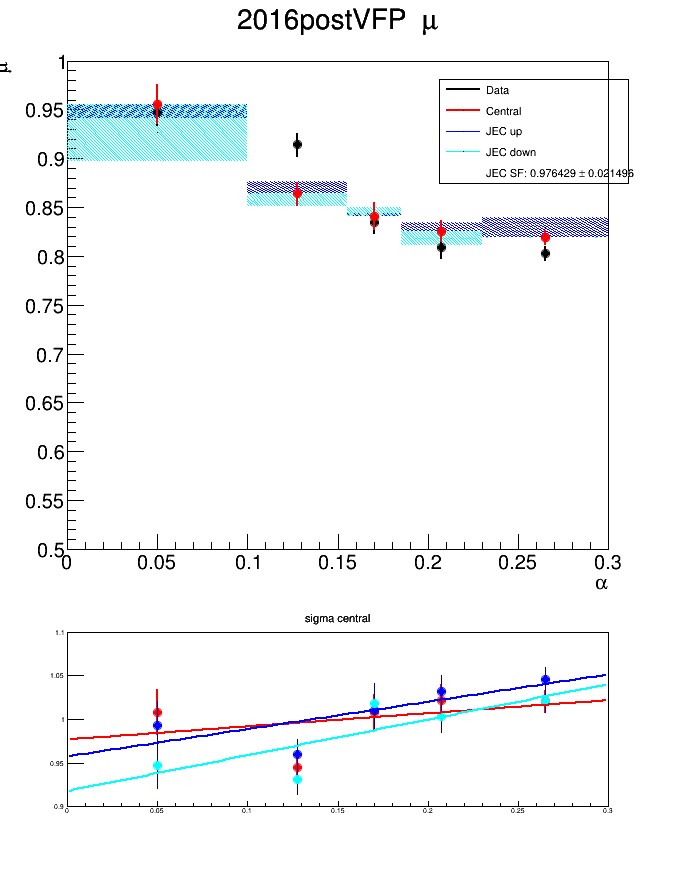 2016postVFP μ
μ
1
0.95
0.9
0.85
0.8
0.75
0.7
0.65
0.6
0.55
0.5
0 0.05 0.1 0.15 0.2 0.25 0.3
α
Data
Central
JEC up
JEC down
JEC SF: 0.976429 ± 0.021496
sigma central
1.1
1.05
1
0.95
0.9
0 0.05 0.1 0.15 0.2 0.25 0.3